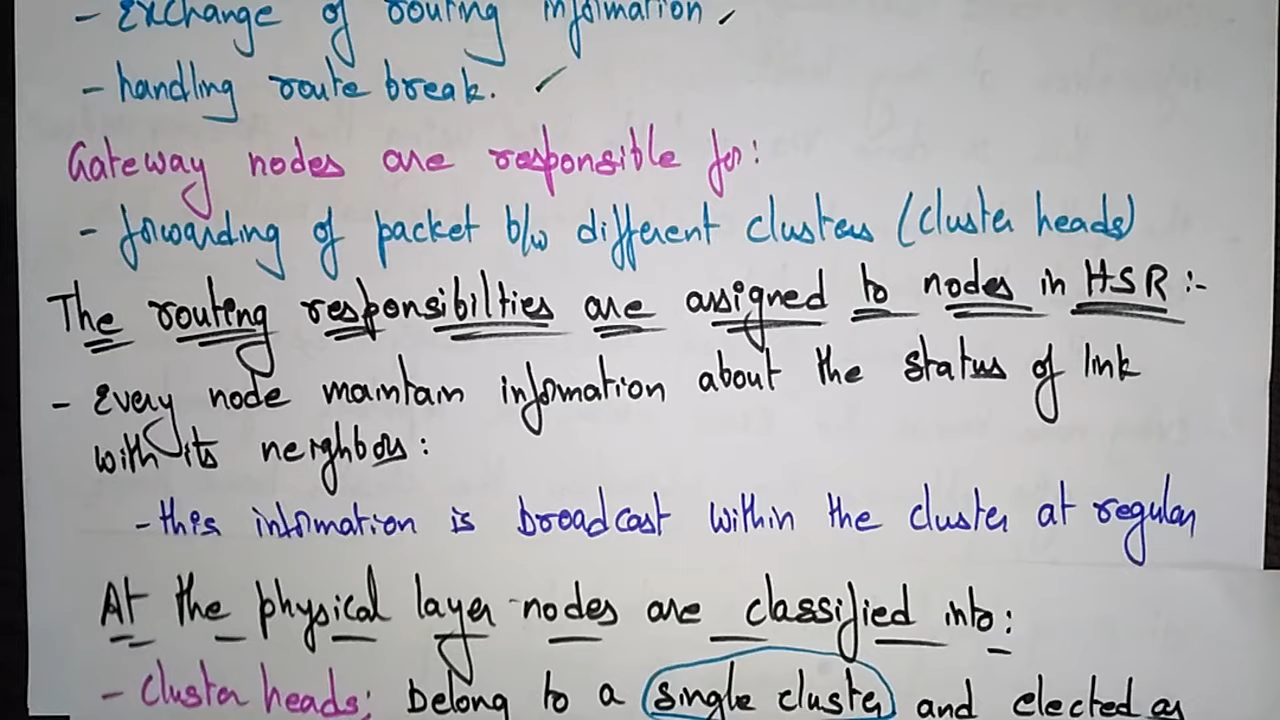 - Exchange of routing information
- handling route break.
Gateway nodes are responsible for:
- forwarding of packet b/w different clusters (cluster heads)
The routing responsibilties are assigned to nodes in HSR :-
- Every node maintain information about the status of link
with its neighbors:
- this information is broadcast within the cluster at regular
At the physical layer nodes are classified into:
- cluster heads: belong to a single cluster and elected as